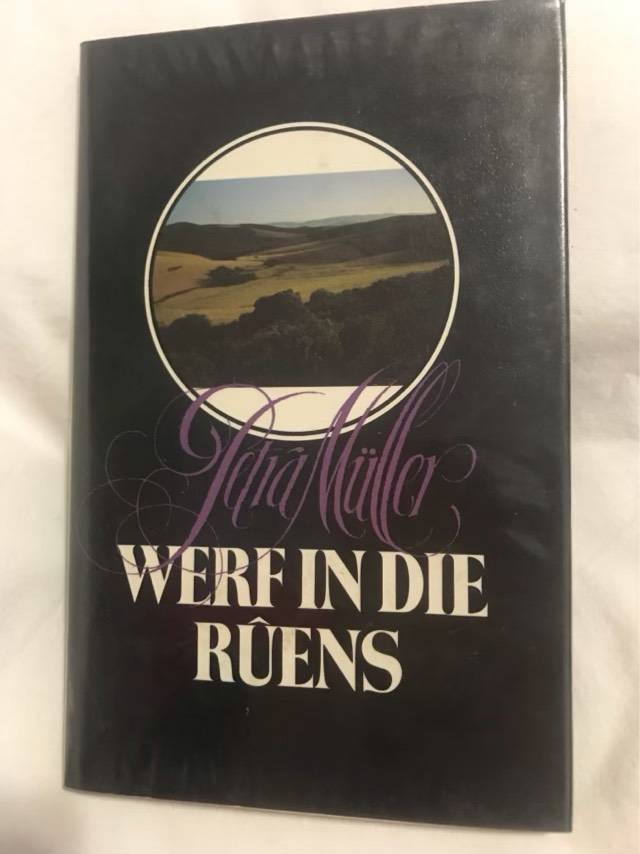 Petra Müller
WERF IN DIE
RÛENS